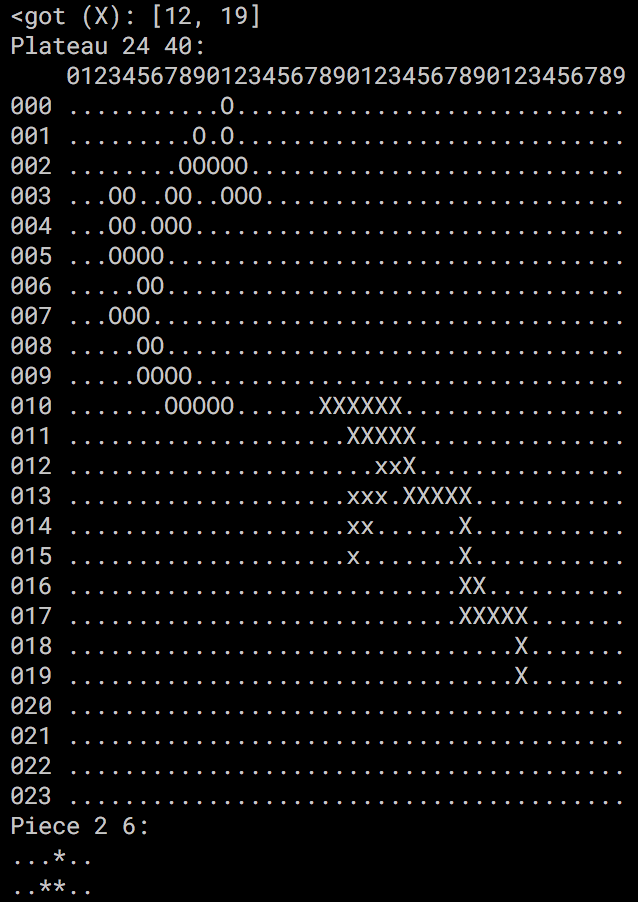 <got (X): [12, 19]
Plateau 24 40:
    0123456789012345678901234567890123456789
000 ...........O............................
001 .........O.O............................
002 ........OOOOO...........................
003 ...OO..OO..OOO..........................
004 ...OO.OOO...............................
005 ...OOOO.................................
006 .....OO.................................
007 ...OOO..................................
008 .....OO.................................
009 .....OOOO...............................
010 .......OOOOO......XXXXXX................
011 ....................XXXXX...............
012 ......................xxX...............
013 ....................xxx.XXXXX...........
014 ....................xx......X...........
015 ....................x.......X...........
016 ............................XX..........
017 ............................XXXXX.......
018 ................................X.......
019 ................................X.......
020 ........................................
021 ........................................
022 ........................................
023 ........................................
Piece 2 6:
...*..
..**..